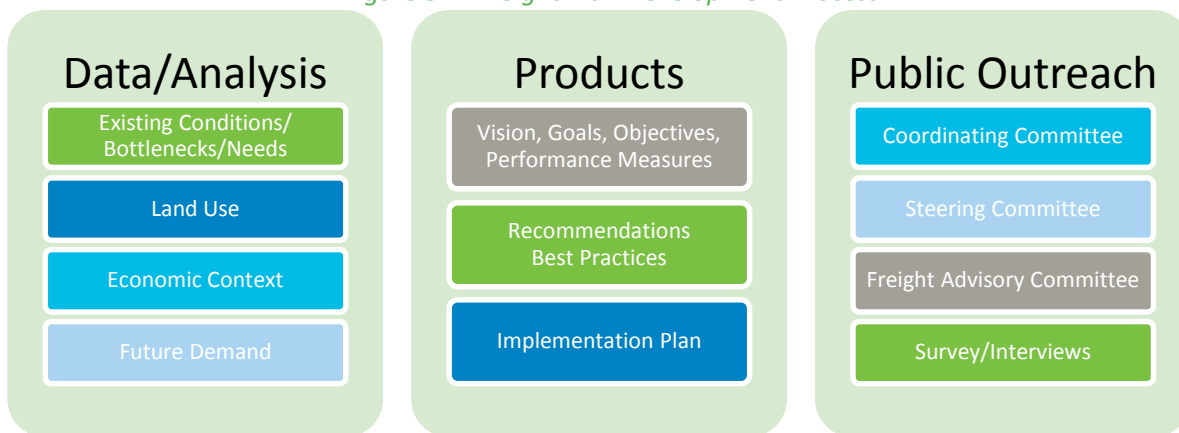 Data/Analysis
Existing Conditions/
Bottlenecks/Needs
Land Use
Economic Context
Future Demand
Products
Vision, Goals, Objectives,
Performance Measures
Recommendations
Best Practices
Implementation Plan
Public Outreach
Coordinating Committee
Steering Committee
Freight Advisory Committee
Survey/Interviews